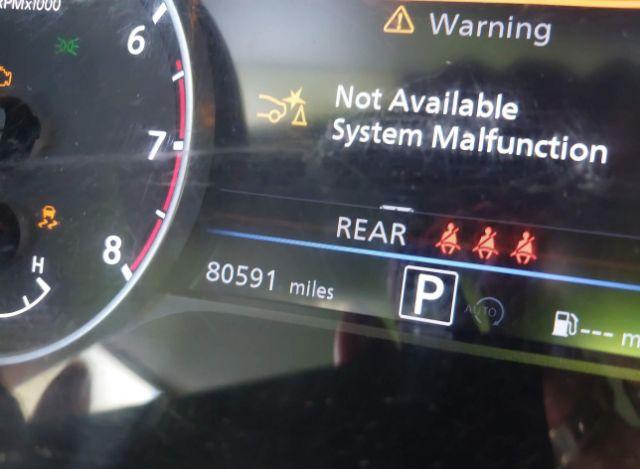 RPMx1000
6
7
8
H
Warning
Not Available
System Malfunction
REAR
80591 miles
P
AUTO
--- m